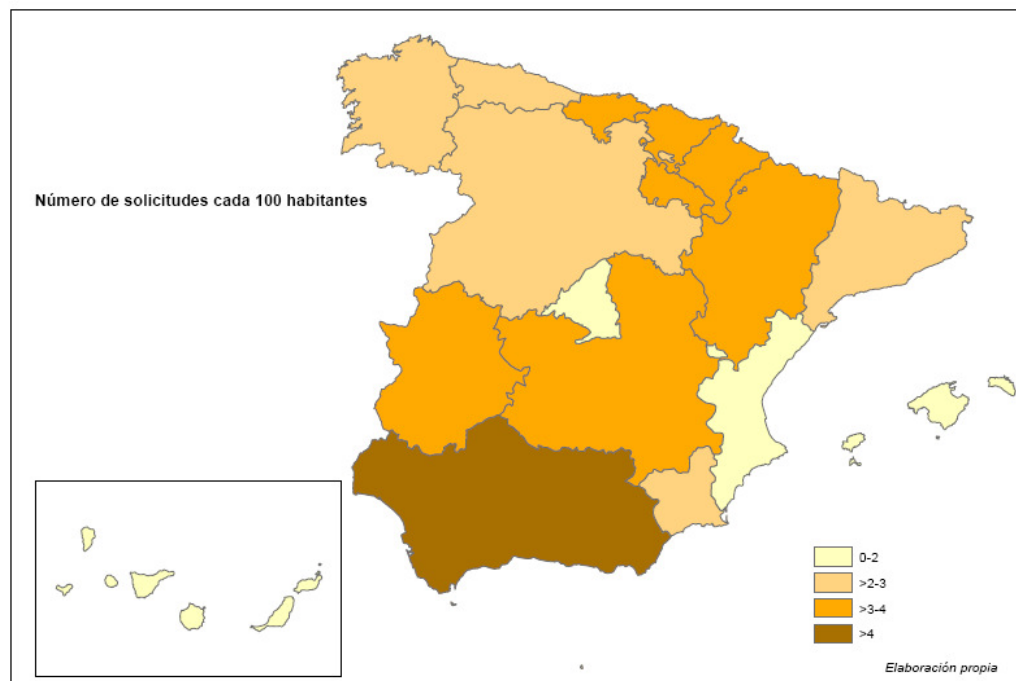 Número de solicitudes cada 100 habitantes
0-2
>2-3
>3-4
>4
Elaboración propia